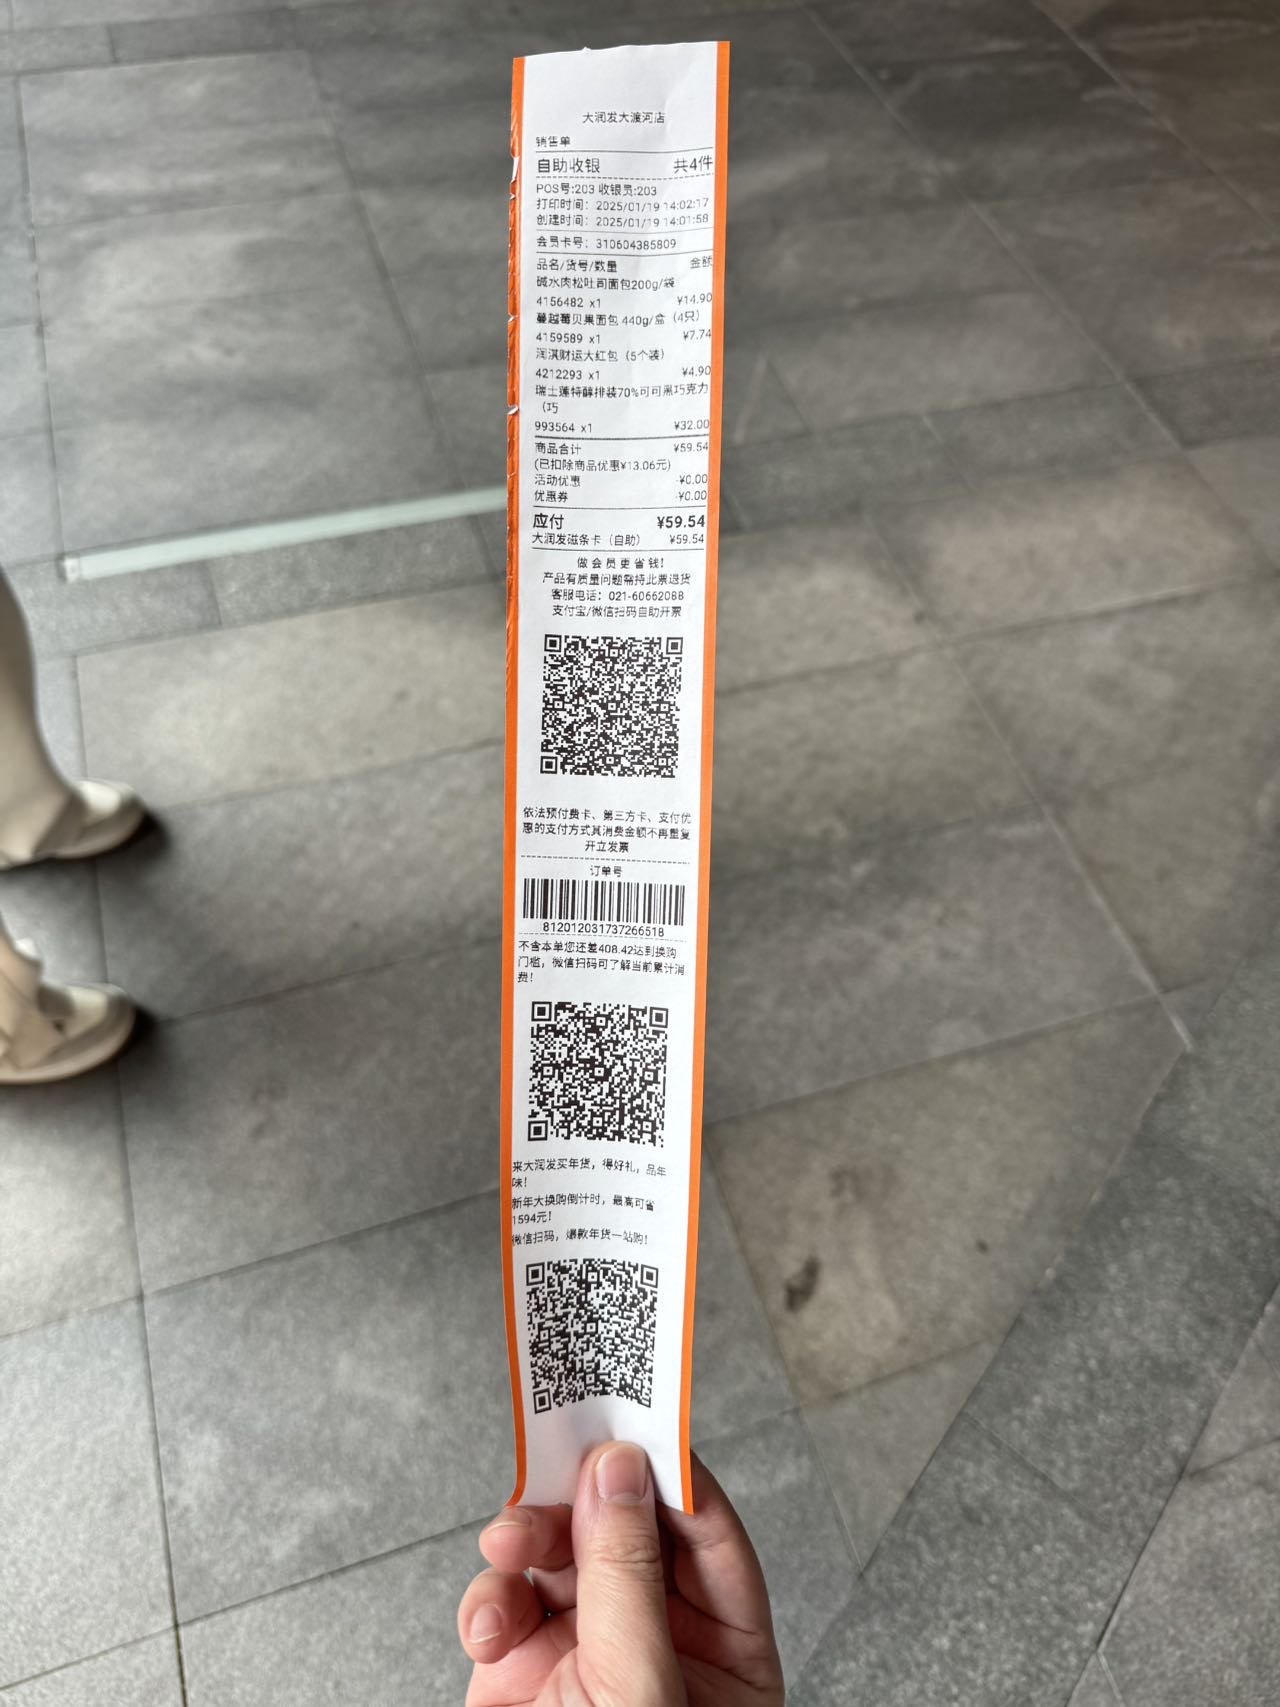 大润发大渡河店
销售单
自助收银 共4件
POS号:203 收银员:203
打印时间: 2025/01/19 14:02:17
创建时间: 2025/01/19 14:01:58
会员卡号: 310604385809
品名/货号/数量 金额
碱水肉松吐司面包200g/袋
4156482 x1 ¥14.90
蔓越莓贝果面包 440g/盒（4只）
4159589 x1 ¥7.74
润淇财运大红包（5个装）
4212293 x1 ¥4.90
瑞士莲特醇排装70%可可黑巧克力
（巧
993564 x1 ¥32.00
商品合计 ¥59.54
(已扣除商品优惠¥13.06元)
活动优惠 -¥0.00
优惠券 -¥0.00
应付 ¥59.54
大润发磁条卡（自助） ¥59.54
做会员更省钱!
产品有质量问题需持此票退货
客服电话: 021-60662088
支付宝/微信扫码自助开票
依法预付费卡、第三方卡、支付优
惠的支付方式其消费金额不再重复
开立发票
订单号
812012031737266518
不含本单您还差408.42达到换购
门槛，微信扫码可了解当前累计消
费!
来大润发买年货，得好礼，品年
味!
新年大换购倒计时，最高可省
1594元!
微信扫码，爆款年货一站购!